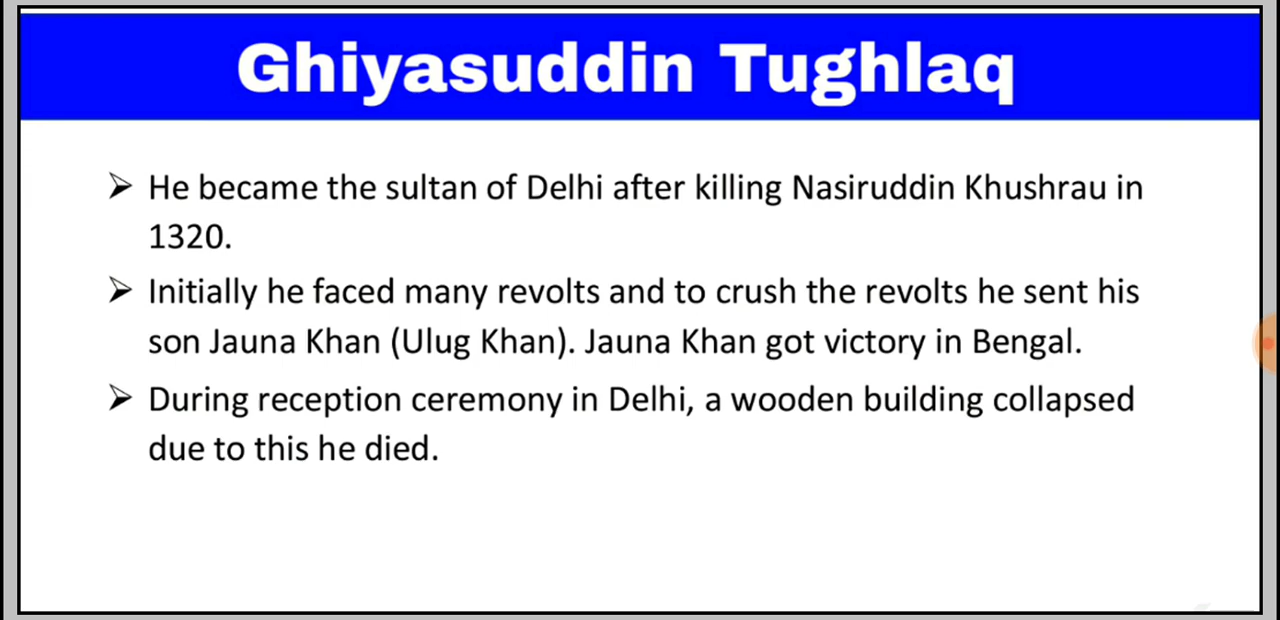 Ghiyasuddin Tughlaq
➢ He became the sultan of Delhi after killing Nasiruddin Khushrau in
1320.
➢ Initially he faced many revolts and to crush the revolts he sent his
son Jauna Khan (Ulug Khan). Jauna Khan got victory in Bengal.
➢ During reception ceremony in Delhi, a wooden building collapsed
due to this he died.